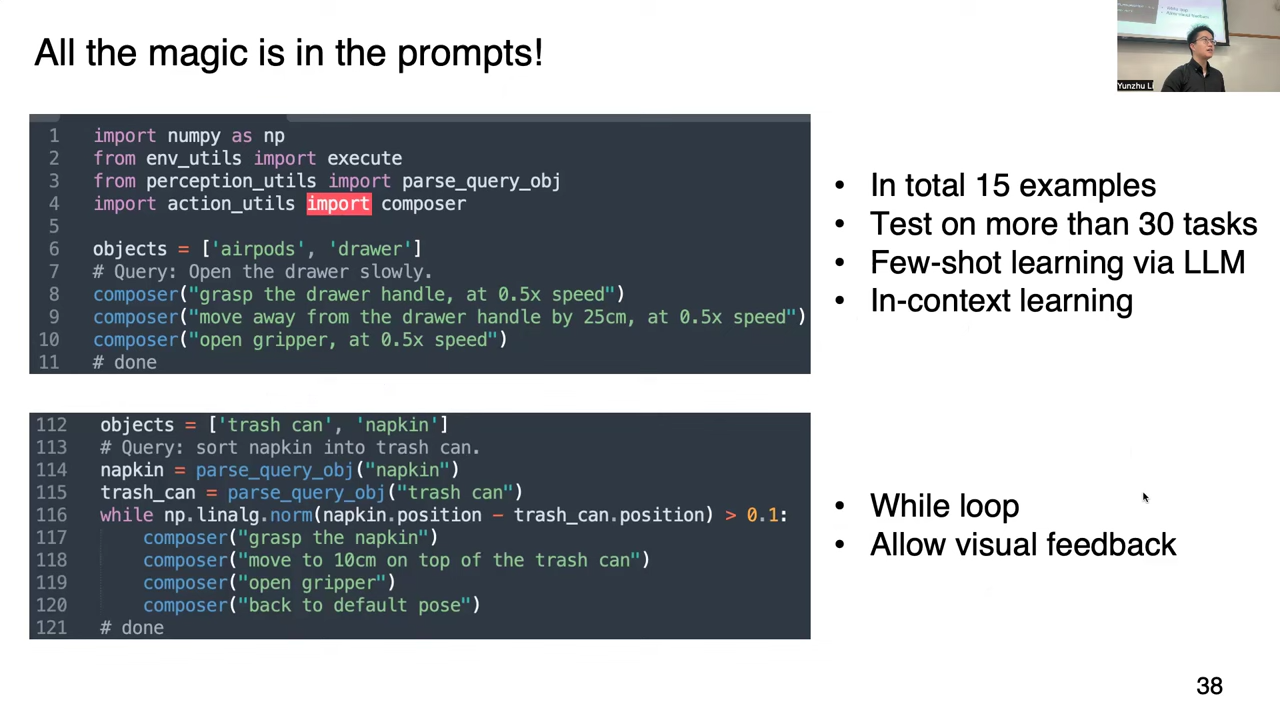 All the magic is in the prompts!
Yunzhu Li
1 import numpy as np
2 from env_utils import execute
3 from perception_utils import parse_query_obj
4 import action_utils import composer
5
6 objects = ['airpods', 'drawer']
7 # Query: Open the drawer slowly.
8 composer("grasp the drawer handle, at 0.5x speed")
9 composer("move away from the drawer handle by 25cm, at 0.5x speed")
10 composer("open gripper, at 0.5x speed")
11 # done
• In total 15 examples
• Test on more than 30 tasks
• Few-shot learning via LLM
• In-context learning
112 objects = ['trash can', 'napkin']
113 # Query: sort napkin into trash can.
114 napkin = parse_query_obj("napkin")
115 trash_can = parse_query_obj("trash can")
116 while np.linalg.norm(napkin.position - trash_can.position) > 0.1:
117 composer("grasp the napkin")
118 composer("move to 10cm on top of the trash can")
119 composer("open gripper")
120 composer("back to default pose")
121 # done
• While loop
• Allow visual feedback
38